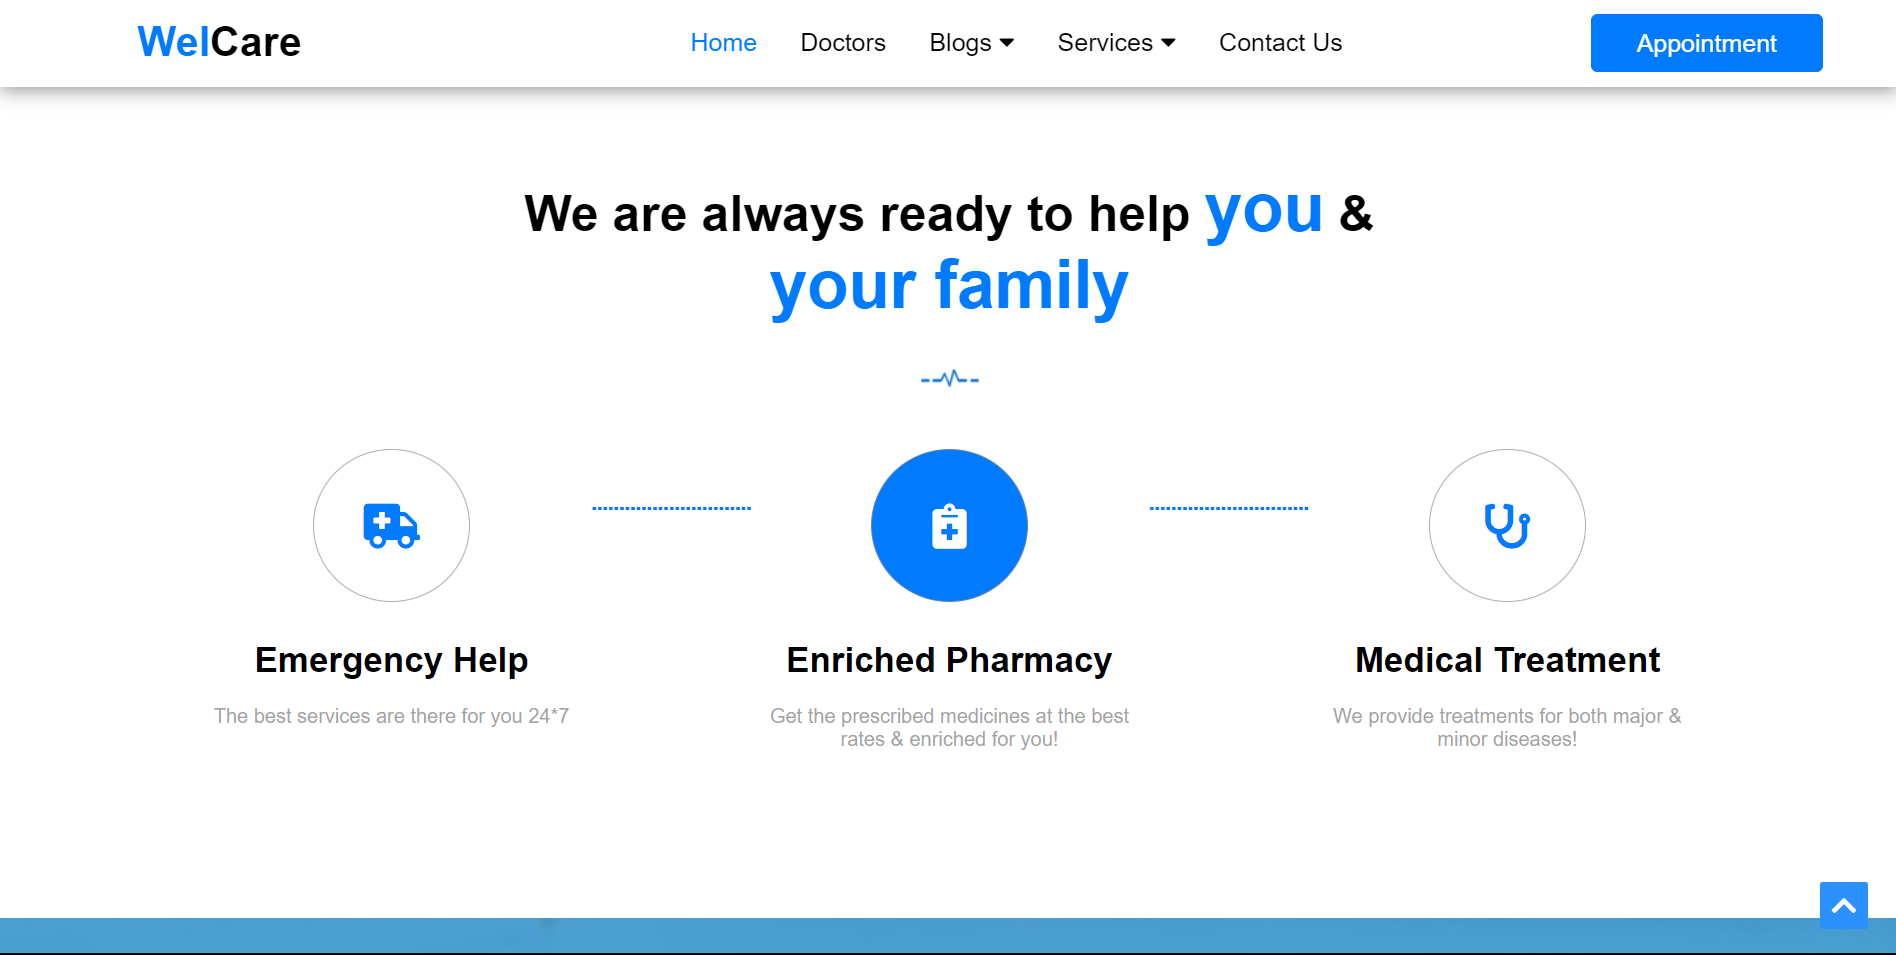 WelCare
Home Doctors Blogs Services Contact Us
Appointment
We are always ready to help you &
your family
Emergency Help
The best services are there for you 24*7
Enriched Pharmacy
Get the prescribed medicines at the best
rates & enriched for you!
Medical Treatment
We provide treatments for both major &
minor diseases!